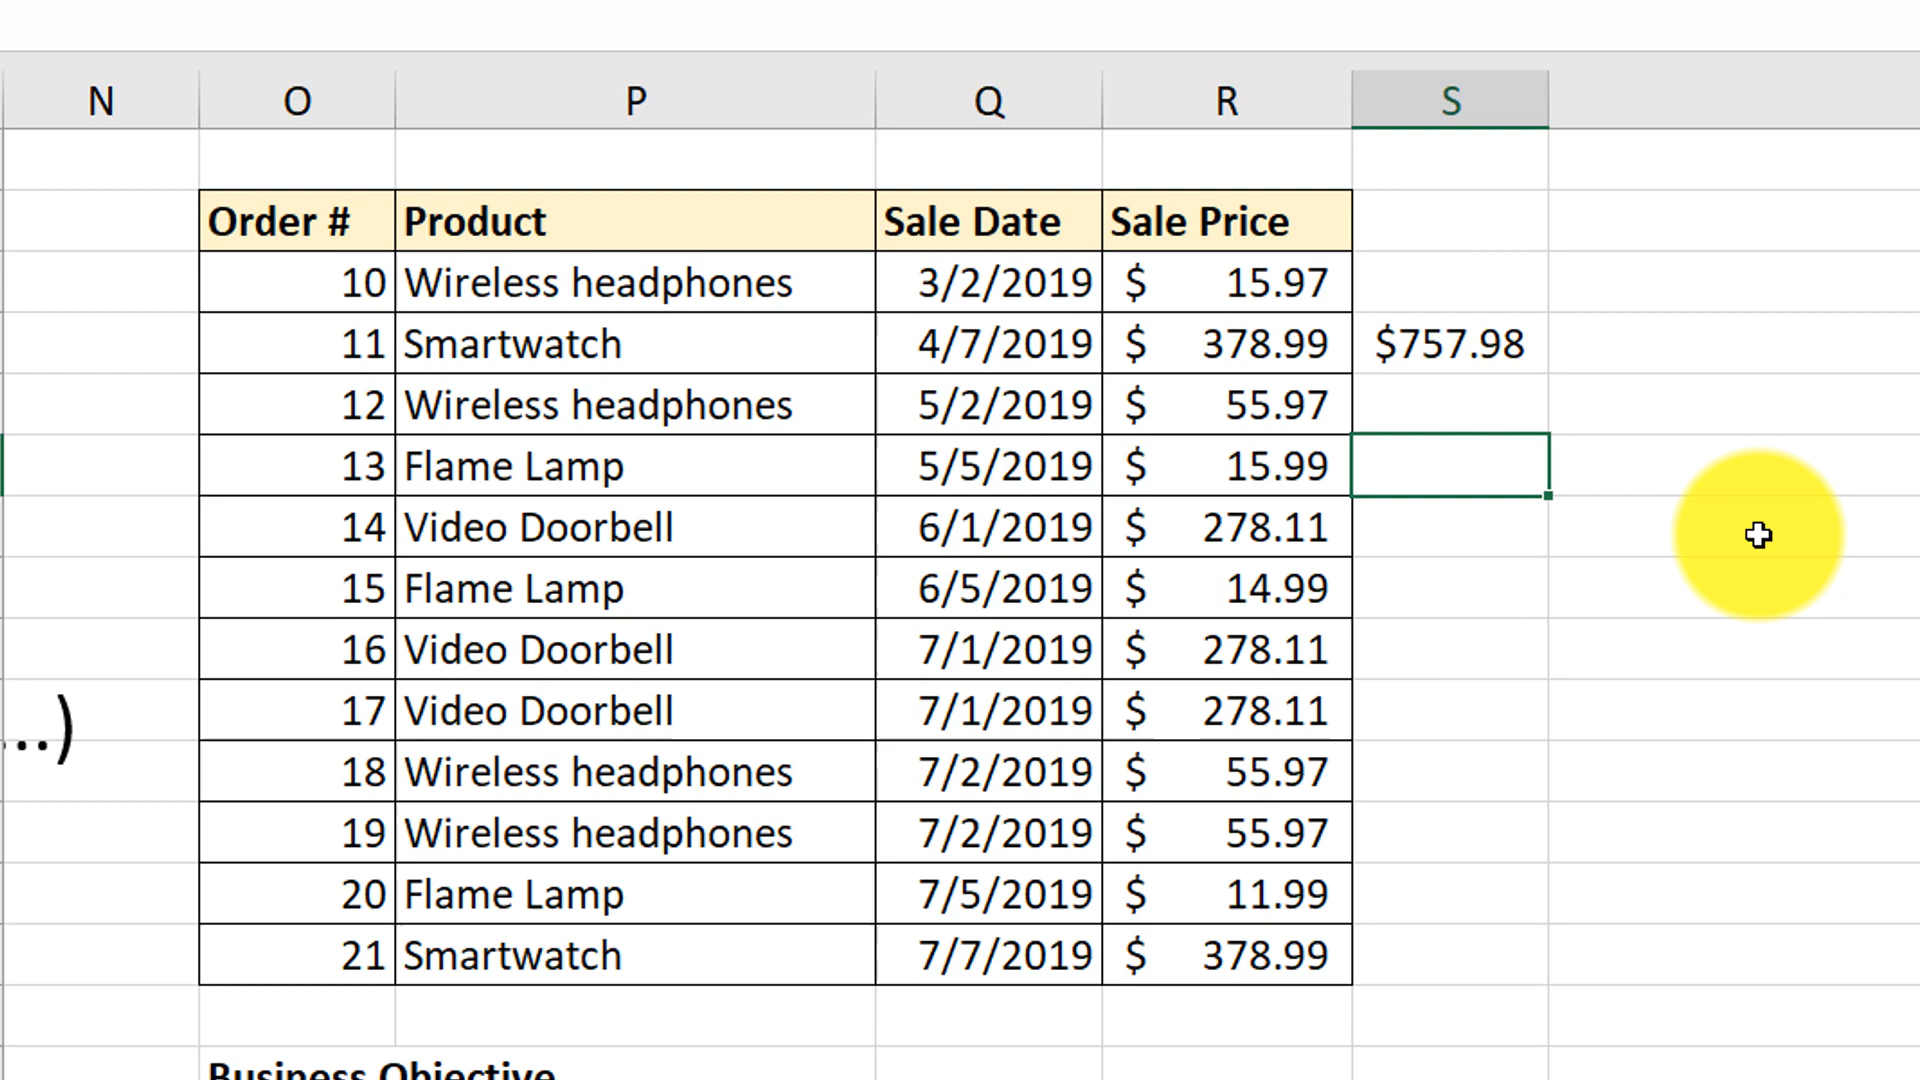 N O P Q R S
Order # Product Sale Date Sale Price
10 Wireless headphones 3/2/2019 $ 15.97
11 Smartwatch 4/7/2019 $ 378.99 $757.98
12 Wireless headphones 5/2/2019 $ 55.97
13 Flame Lamp 5/5/2019 $ 15.99
14 Video Doorbell 6/1/2019 $ 278.11
15 Flame Lamp 6/5/2019 $ 14.99
16 Video Doorbell 7/1/2019 $ 278.11
...) 17 Video Doorbell 7/1/2019 $ 278.11
18 Wireless headphones 7/2/2019 $ 55.97
19 Wireless headphones 7/2/2019 $ 55.97
20 Flame Lamp 7/5/2019 $ 11.99
21 Smartwatch 7/7/2019 $ 378.99
Business Objective